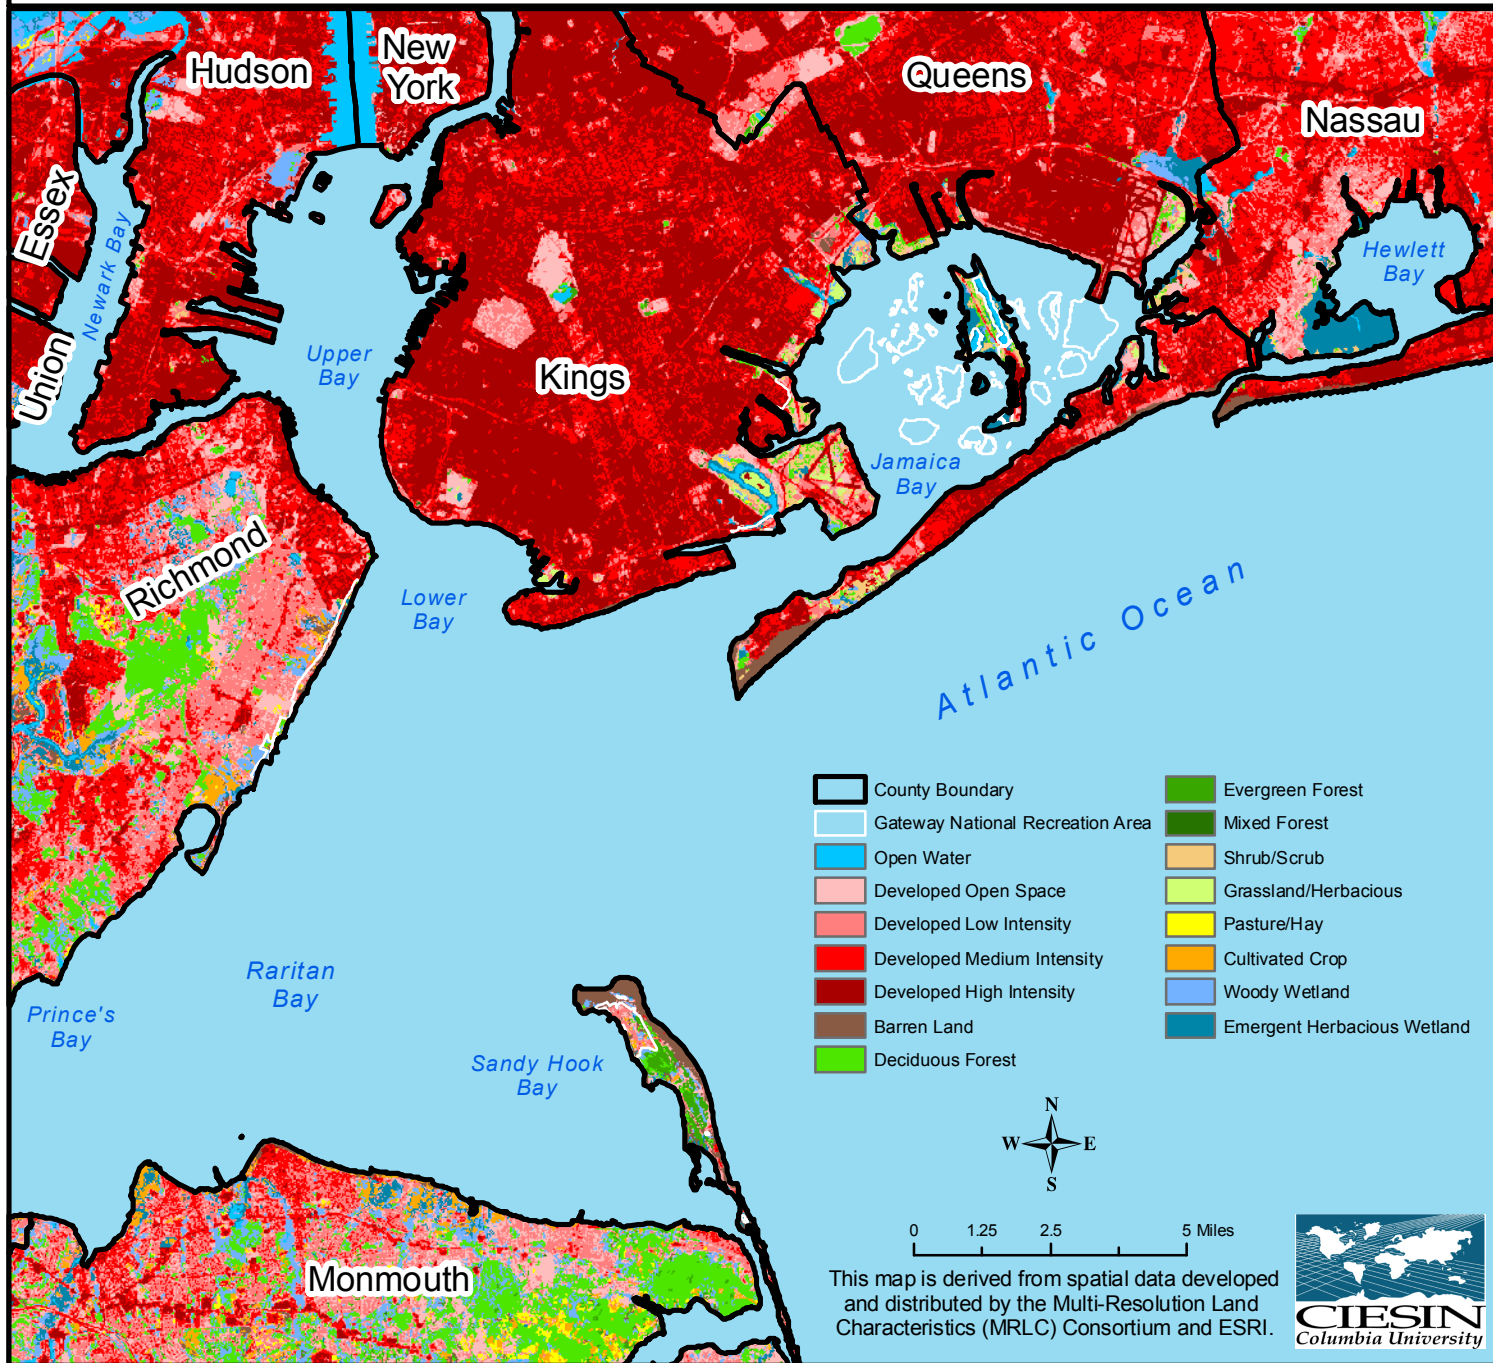 Hudson
New
York
Queens
Nassau
Essex
Newark Bay
Hewlett
Bay
Union
Upper
Bay
Kings
Jamaica
Bay
Richmond
Lower
Bay
Atlantic Ocean
County Boundary
Gateway National Recreation Area
Open Water
Developed Open Space
Developed Low Intensity
Developed Medium Intensity
Developed High Intensity
Barren Land
Deciduous Forest
Evergreen Forest
Mixed Forest
Shrub/Scrub
Grassland/Herbacious
Pasture/Hay
Cultivated Crop
Woody Wetland
Emergent Herbacious Wetland
Raritan
Bay
Prince's
Bay
Sandy Hook
Bay
N
W E
S
0 1.25 2.5 5 Miles
Monmouth
This map is derived from spatial data developed
and distributed by the Multi-Resolution Land
Characteristics (MRLC) Consortium and ESRI.
CIESIN
Columbia University